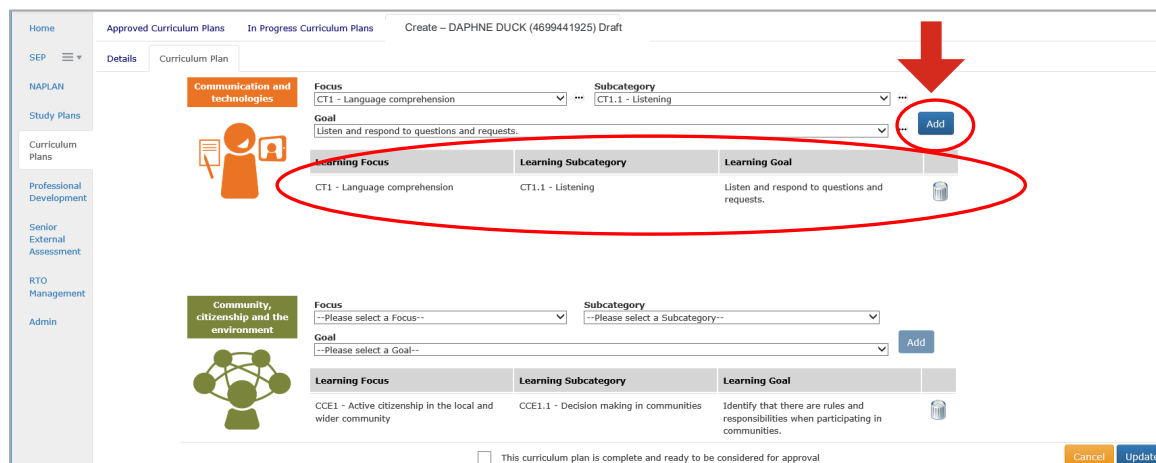 Home
Approved Curriculum Plans
In Progress Curriculum Plans
Create – DAPHNE DUCK (4699441925) Draft
SEP
Details
Curriculum Plan
NAPLAN
Study Plans
Curriculum
Plans
Professional
Development
Senior
External
Assessment
RTO
Management
Admin
Communication and
technologies
Focus
Subcategory
CT1 - Language comprehension
...
CT1.1 - Listening
...
Goal
Listen and respond to questions and requests.
...
Add
Learning Focus
Learning Subcategory
Learning Goal
CT1 - Language comprehension
CT1.1 - Listening
Listen and respond to questions and
requests.
Community,
citizenship and the
environment
Focus
Subcategory
--Please select a Focus--
--Please select a Subcategory--
Goal
--Please select a Goal--
Add
Learning Focus
Learning Subcategory
Learning Goal
CCE1 - Active citizenship in the local and
wider community
CCE1.1 - Decision making in communities
Identify that there are rules and
responsibilities when participating in
communities.
This curriculum plan is complete and ready to be considered for approval
Cancel
Update